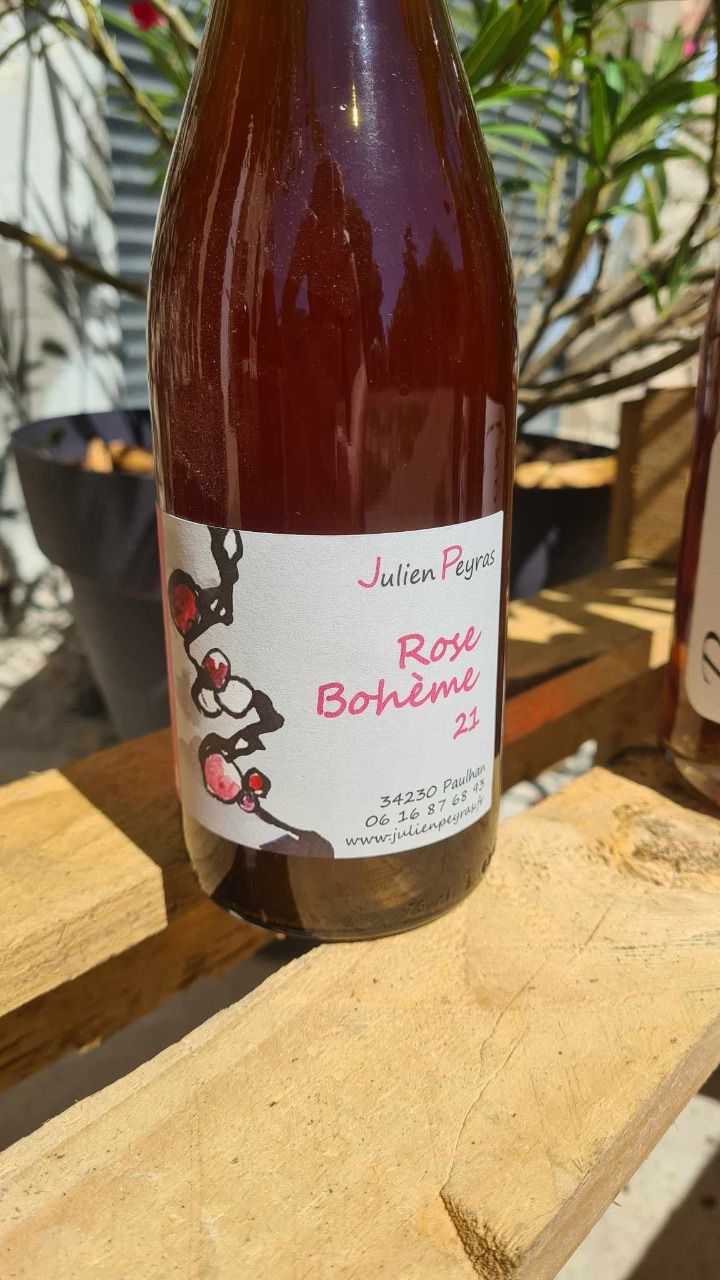 Julien Peyras
Rose
Bohème
21
34230 Paulhan
06 16 87 68 93
www.julienpeyras.fr